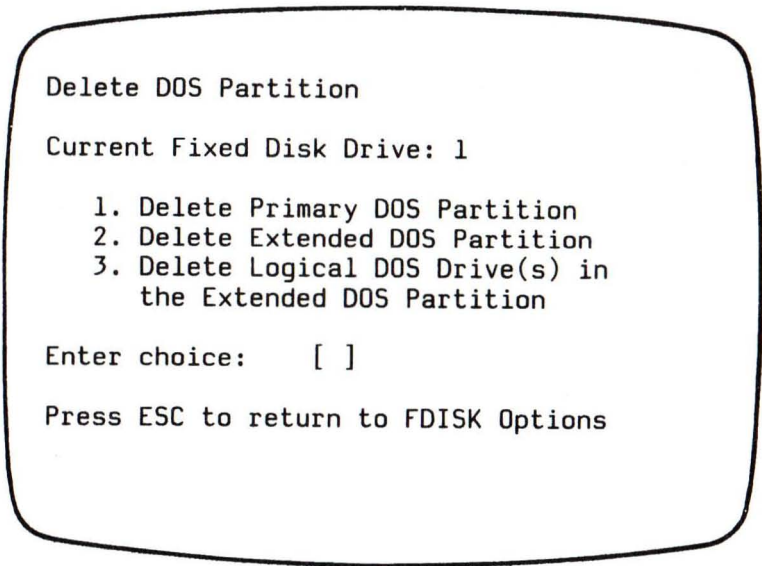 Delete DOS Partition
Current Fixed Disk Drive: 1
1. Delete Primary DOS Partition
2. Delete Extended DOS Partition
3. Delete Logical DOS Drive(s) in
the Extended DOS Partition
Enter choice: [ ]
Press ESC to return to FDISK Options